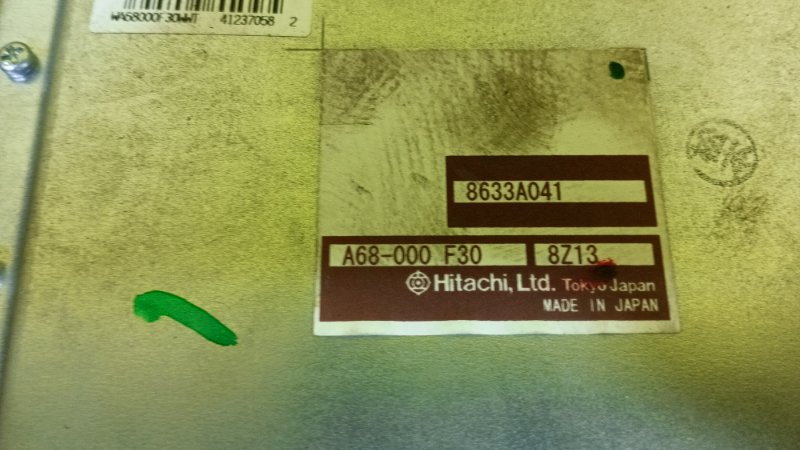 WA68000F30WWT 41237058 2
8633A041
A68-000 F30 8Z13
Hitachi, Ltd. Tokyo Japan
MADE IN JAPAN